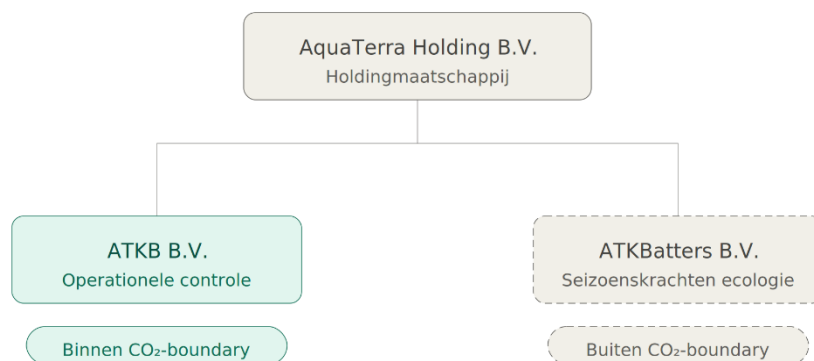 AquaTerra Holding B.V.
Holdingmaatschappij
ATKB B.V.
Operationele controle
ATKBatters B.V.
Seizoenskrachten ecologie
Binnen CO₂-boundary
Buiten CO₂-boundary